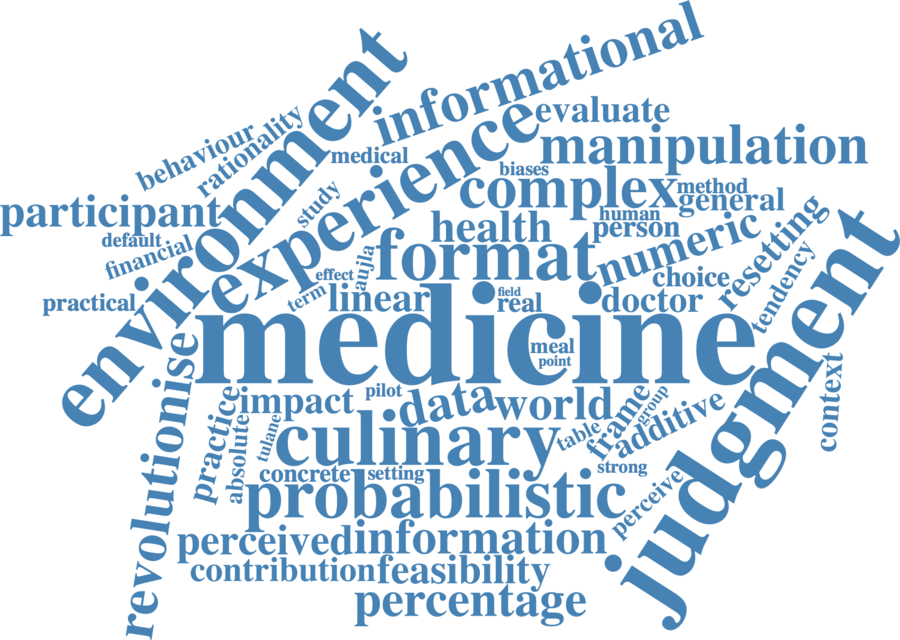 informational
environment
experience
evaluate
manipulation
behaviour
rationality
medical
biases
complex
method
general
participant
study
human
person
health
default
financial
format
numeric
resetting
aujla
effect
term
choice
tendency
practical
linear
field
real
doctor
medicine
meal
point
judgment
revolutionise
context
practice
impact
pilot
data
world
frame
group
additive
absolute
tulane
culinary
table
concrete
setting
strong
probabilistic
perceive
perceived
information
contribution
feasibility
percentage